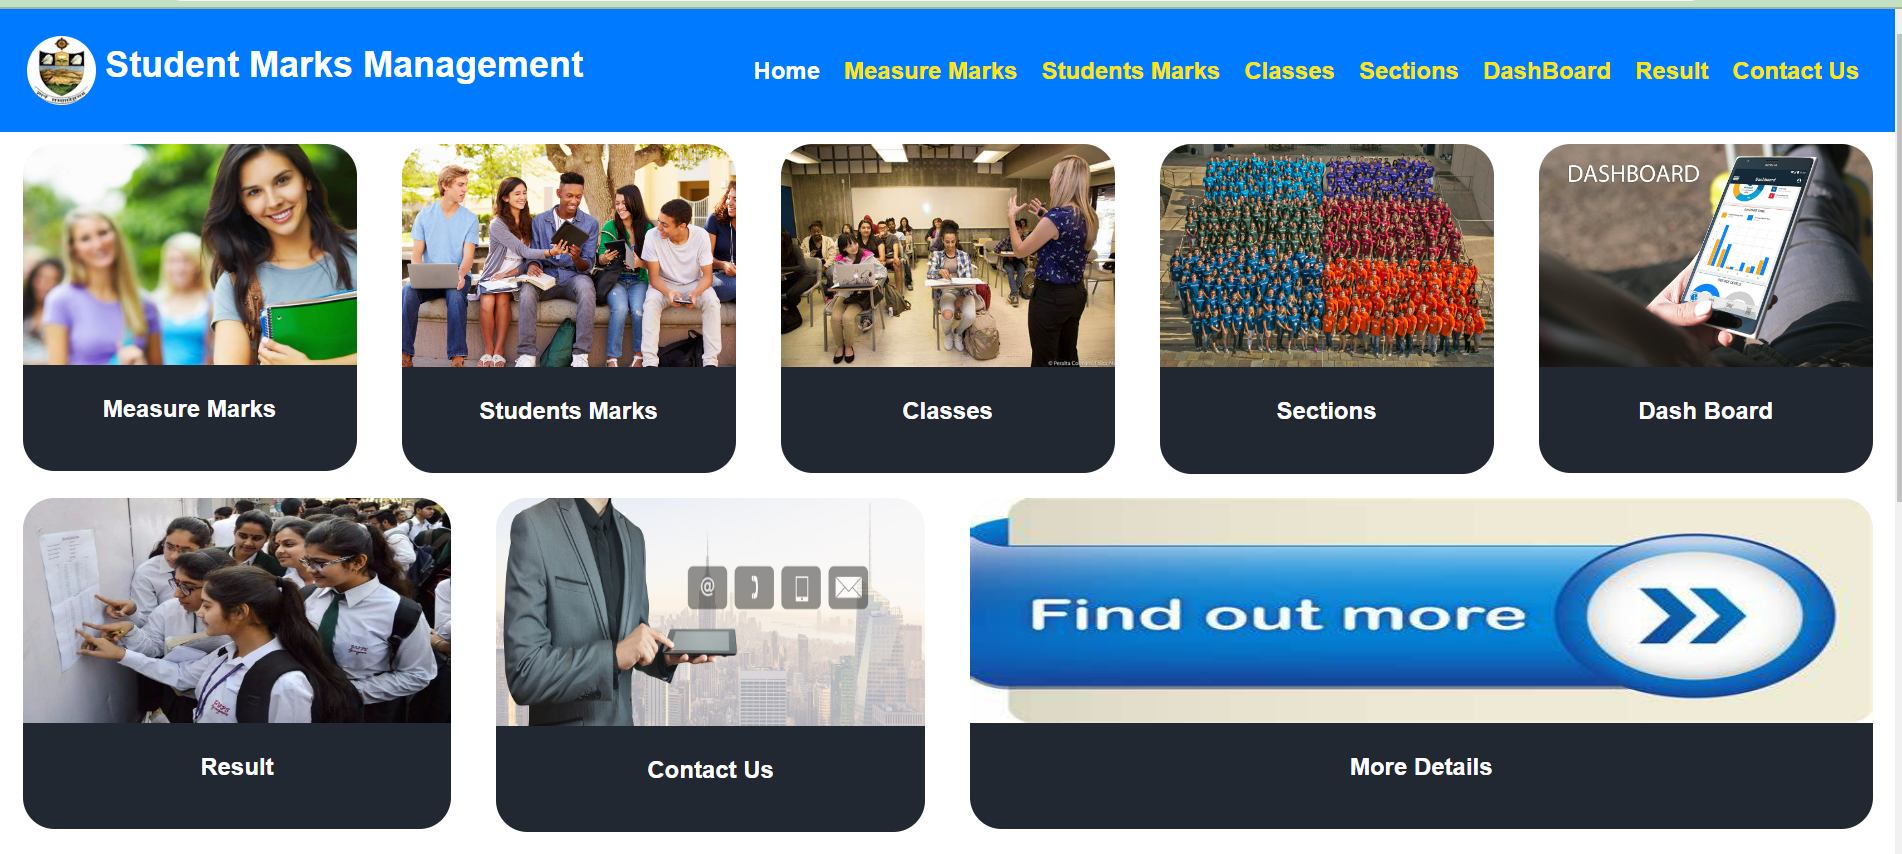 Student Marks Management
Home Measure Marks Students Marks Classes Sections DashBoard Result Contact Us
DASHBOARD
Dashboard
Measure Marks
Students Marks
Classes
Sections
Dash Board
@
Find out more
Result
Contact Us
More Details